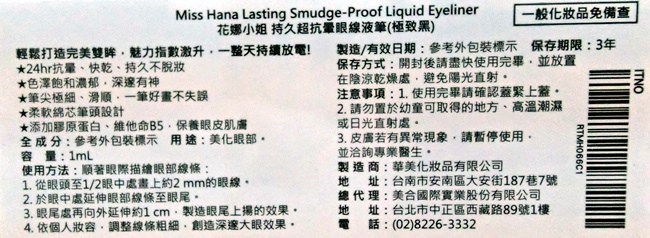 Miss Hana Lasting Smudge-Proof Liquid Eyeliner
花娜小姐 持久超抗暈眼線液筆(極致黑)
一般化妝品免備查
輕鬆打造完美雙眸，魅力指數激升，一整天持續放電!
★24hr抗暈、快乾、持久不脫妝
★色澤飽和濃郁，深邃有神
★筆尖極細、滑順，一筆好畫不失誤
★柔軟綿芯筆頭設計
★添加膠原蛋白、維他命B5，保養眼皮肌膚
全成分：參考外包裝標示 用途：美化眼部。
容 量：1mL
使用方法：順著眼際描繪眼部線條：
1. 從眼頭至1/2眼中處畫上約2 mm的眼線。
2. 於眼中處延伸眼部線條至眼尾。
3. 眼尾處再向外延伸約1 cm，製造眼尾上揚的效果。
4. 依個人妝容，調整線條粗細，創造深邃大眼效果。
製造/有效日期：參考外包裝標示 保存期限：3年
保存方式：開封後請盡快使用完畢，並放置
在陰涼乾燥處，避免陽光直射。
注意事項：1. 使用完畢請確認蓋緊上蓋。
2. 請勿置於幼童可取得的地方、高溫潮濕
或日光直射處。
3. 皮膚若有異常現象，請暫停使用，
並洽詢專業醫生。
製造商：華美化妝品有限公司
地 址：台南市安南區大安街187巷7號
總代理：美合國際實業股份有限公司
地 址：台北市中正區西藏路89號1樓
電 話：(02)8226-3332
ITNO
RTMH066C1